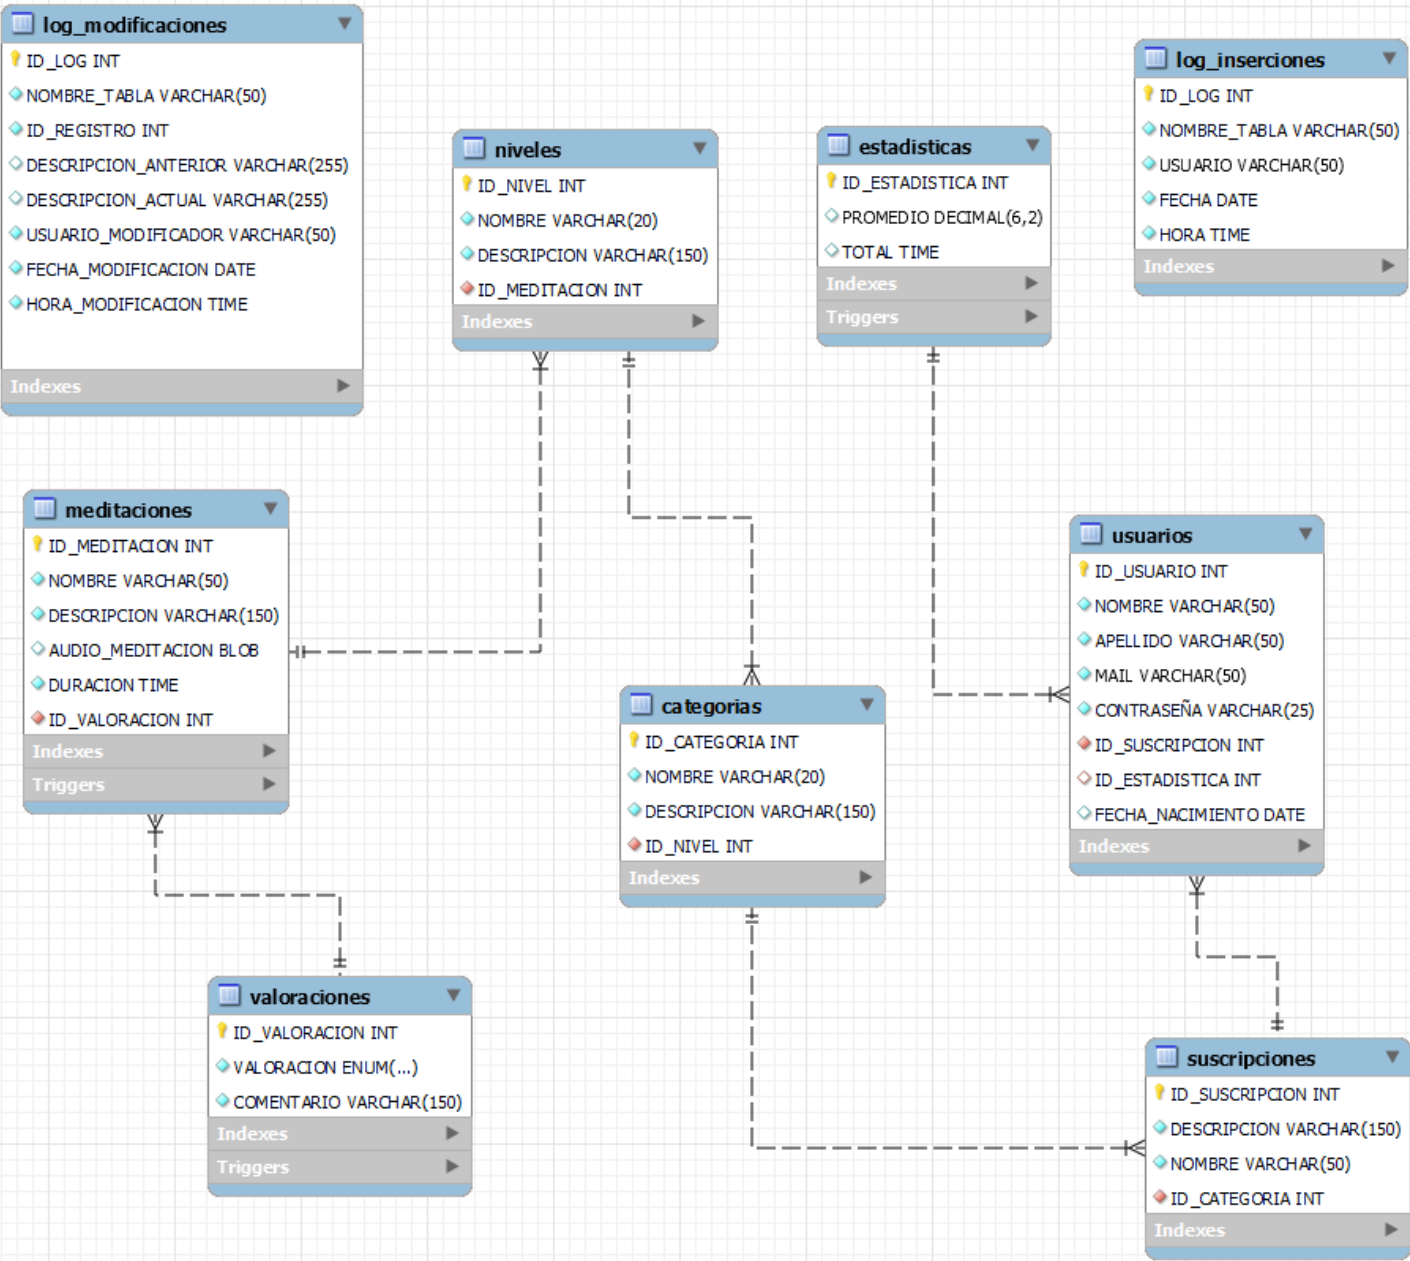 log_modificaciones
ID_LOG INT
NOMBRE_TABLA VARCHAR(50)
ID_REGISTRO INT
DESCRIPCION_ANTERIOR VARCHAR(255)
DESCRIPCION_ACTUAL VARCHAR(255)
USUARIO_MODIFICADOR VARCHAR(50)
FECHA_MODIFICACION DATE
HORA_MODIFICACION TIME
Indexes
niveles
ID_NIVEL INT
NOMBRE VARCHAR(20)
DESCRIPCION VARCHAR(150)
ID_MEDITACION INT
Indexes
estadisticas
ID_ESTADISTICA INT
PROMEDIO DECIMAL(6,2)
TOTAL TIME
Indexes
Triggers
log_inserciones
ID_LOG INT
NOMBRE_TABLA VARCHAR(50)
USUARIO VARCHAR(50)
FECHA DATE
HORA TIME
Indexes
meditaciones
ID_MEDITACION INT
NOMBRE VARCHAR(50)
DESCRIPCION VARCHAR(150)
AUDIO_MEDITACION BLOB
DURACION TIME
ID_VALORACION INT
Indexes
Triggers
categorias
ID_CATEGORIA INT
NOMBRE VARCHAR(20)
DESCRIPCION VARCHAR(150)
ID_NIVEL INT
Indexes
usuarios
ID_USUARIO INT
NOMBRE VARCHAR(50)
APELLIDO VARCHAR(50)
MAIL VARCHAR(50)
CONTRASEÑA VARCHAR(25)
ID_SUSCRIPCION INT
ID_ESTADISTICA INT
FECHA_NACIMIENTO DATE
Indexes
valoraciones
ID_VALORACION INT
VALORACION ENUM(...)
COMENTARIO VARCHAR(150)
Indexes
Triggers
suscripciones
ID_SUSCRIPCION INT
DESCRIPCION VARCHAR(150)
NOMBRE VARCHAR(50)
ID_CATEGORIA INT
Indexes